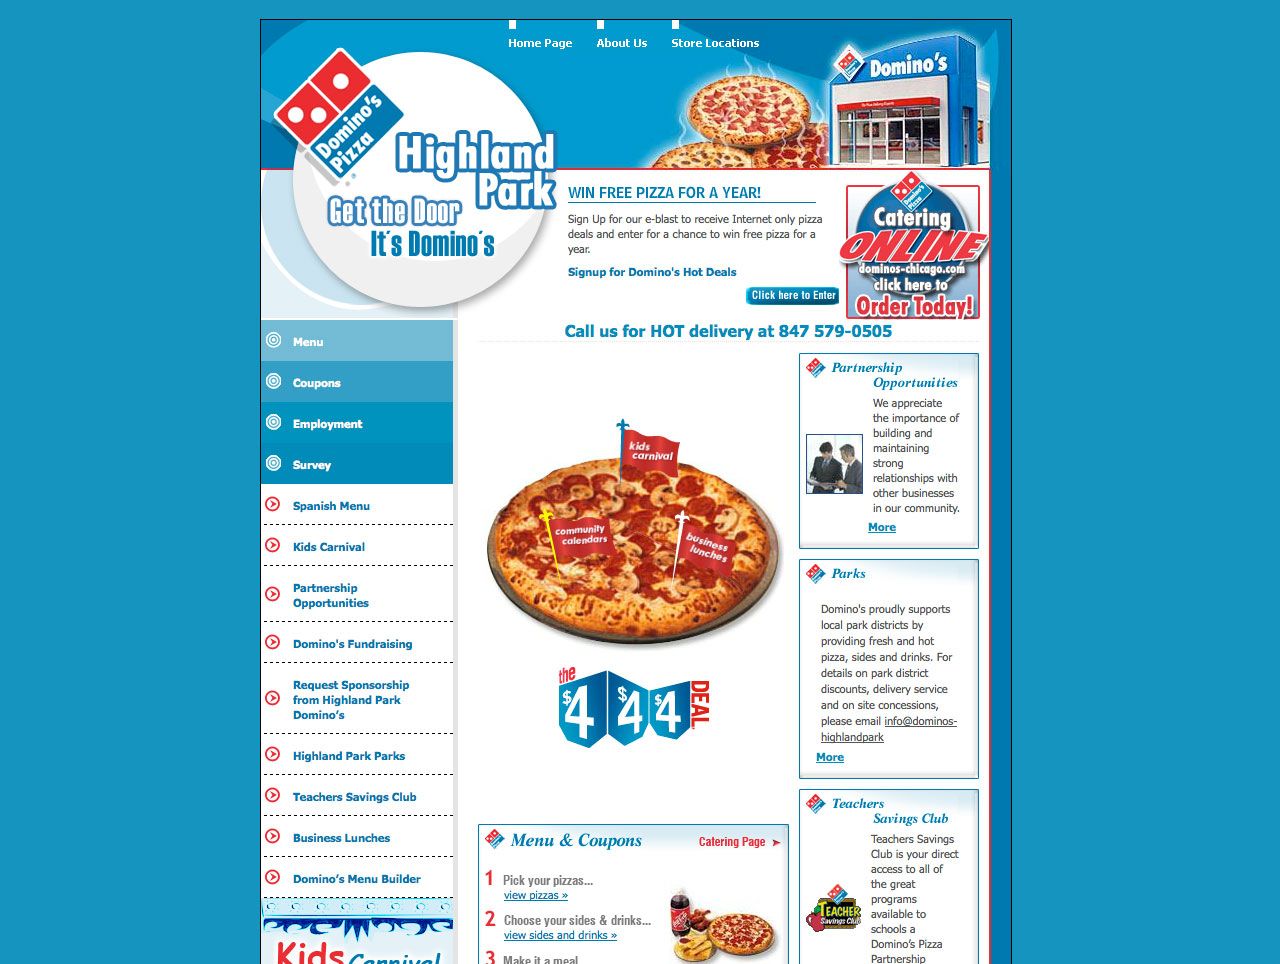 Home Page
About Us
Store Locations
Domino's Pizza
Domino's
Highland
Park
Get the Door
It's Domino's
WIN FREE PIZZA FOR A YEAR!
Sign Up for our e-blast to receive Internet only pizza
deals and enter for a chance to win free pizza for a
year.
Signup for Domino's Hot Deals
Click here to Enter
Domino's Pizza
Catering
ONLINE
dominos-chicago.com
click here to
Order Today!
Call us for HOT delivery at 847 579-0505
Menu
Coupons
Employment
Survey
Spanish Menu
Kids Carnival
Partnership
Opportunities
Domino's Fundraising
Request Sponsorship
from Highland Park
Domino’s
Highland Park Parks
Teachers Savings Club
Business Lunches
Domino’s Menu Builder
Kids Carnival
kids
carnival
community
calendars
business
lunches
the
$4 $4 $4
DEAL
Menu & Coupons
Catering Page
1 Pick your pizzas...
view pizzas »
2 Choose your sides & drinks...
view sides and drinks »
3 Make it a meal
Partnership
Opportunities
We appreciate
the importance of
building and
maintaining
strong
relationships with
other businesses
in our community.
More
Parks
Domino's proudly supports
local park districts by
providing fresh and hot
pizza, sides and drinks. For
details on park district
discounts, delivery service
and on site concessions,
please email info@dominos-
highlandpark
More
Teachers
Savings Club
Teachers Savings
Club is your direct
access to all of
the great
programs
available to
schools a
Domino’s Pizza
Partnership
TEACHER
Savings Club